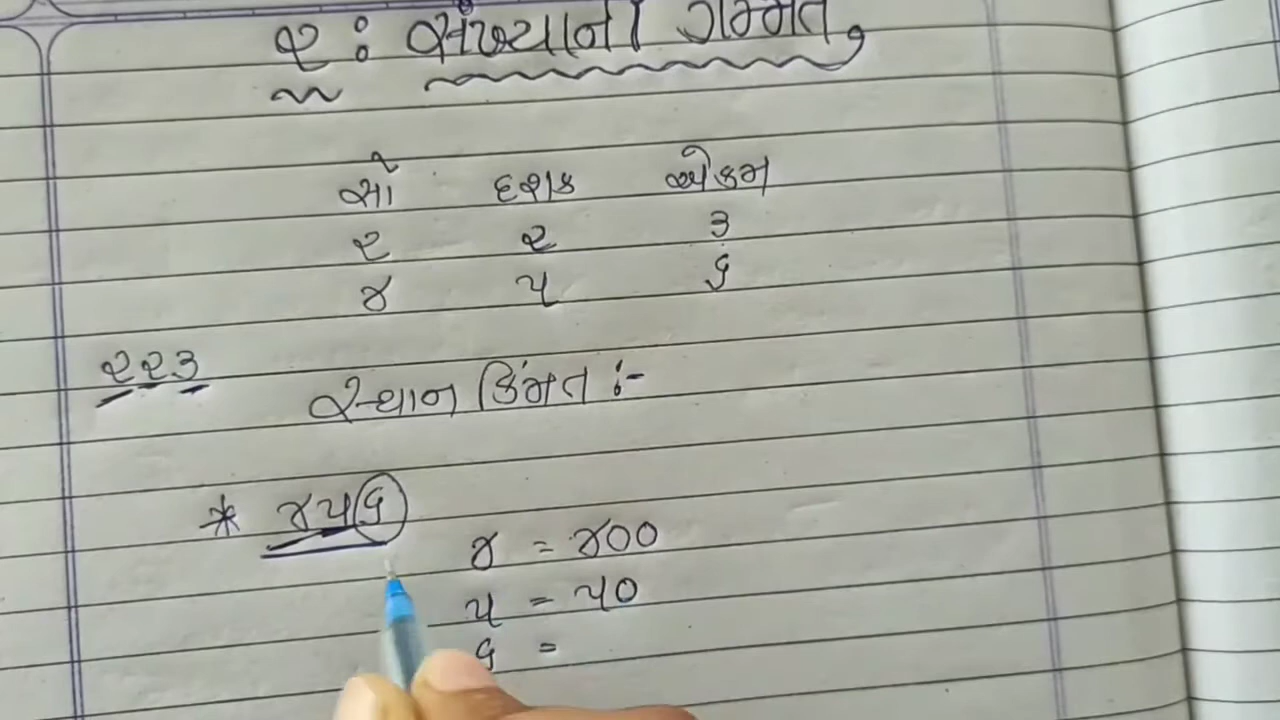 ૨ : સંખ્યાની ગમ્મત,
સો દશક એકમ
૨ ૨ ૩
૪ ૫ ૬
૨૨૩
સ્થાન કિંમત :-
* ૪૫૬
૪ = ૪૦૦
૫ = ૫૦
૬ =